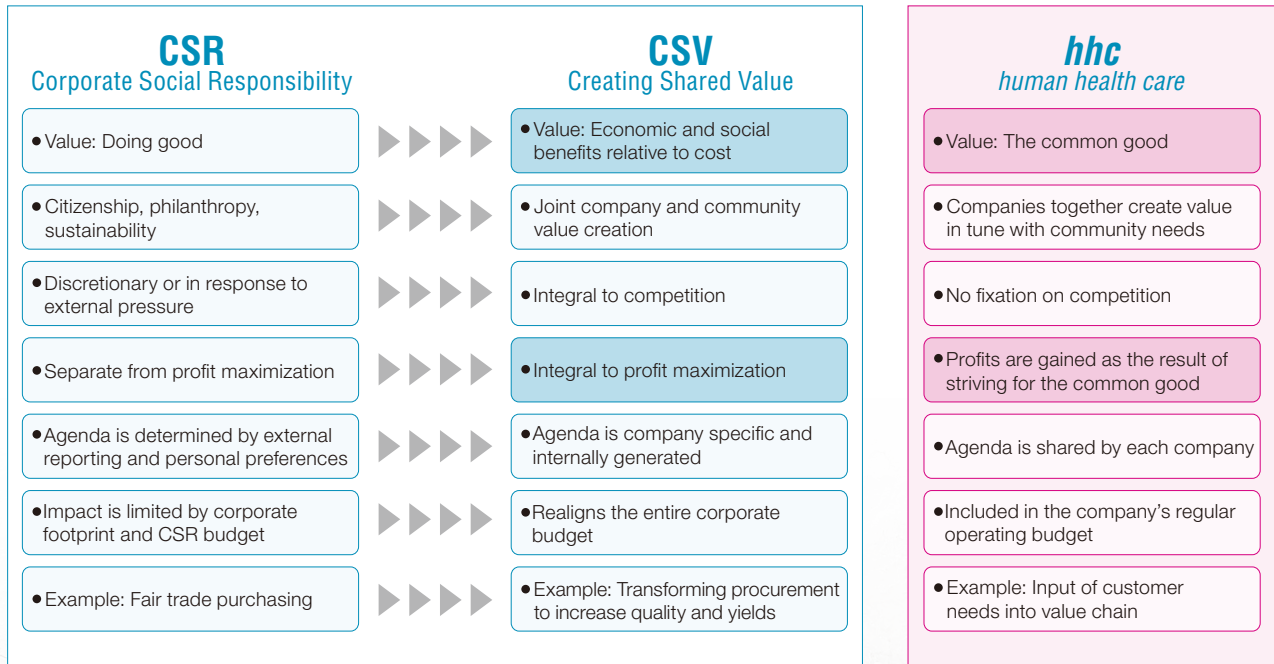 CSR
Corporate Social Responsibility
● Value: Doing good
● Citizenship, philanthropy,
sustainability
● Discretionary or in response to
external pressure
● Separate from profit maximization
● Agenda is determined by external
reporting and personal preferences
● Impact is limited by corporate
footprint and CSR budget
● Example: Fair trade purchasing
CSV
Creating Shared Value
● Value: Economic and social
benefits relative to cost
● Joint company and community
value creation
● Integral to competition
● Integral to profit maximization
● Agenda is company specific and
internally generated
● Realigns the entire corporate
budget
● Example: Transforming procurement
to increase quality and yields
hhc
human health care
● Value: The common good
● Companies together create value
in tune with community needs
● No fixation on competition
● Profits are gained as the result of
striving for the common good
● Agenda is shared by each company
● Included in the company's regular
operating budget
● Example: Input of customer
needs into value chain